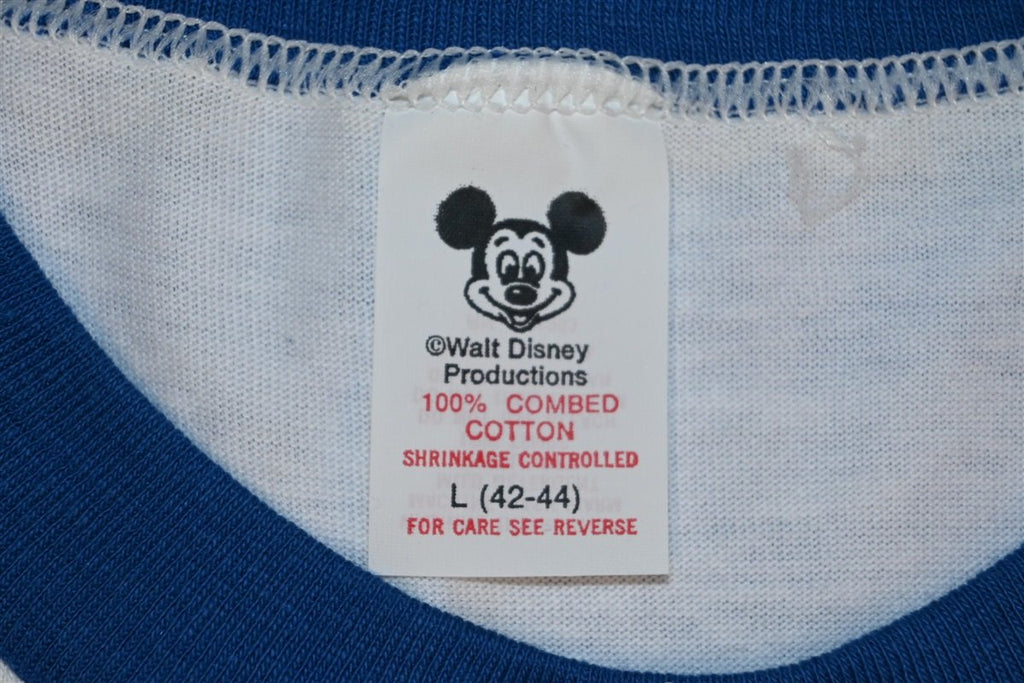 ©Walt Disney
Productions
100% COMBED
COTTON
SHRINKAGE CONTROLLED
L (42-44)
FOR CARE SEE REVERSE